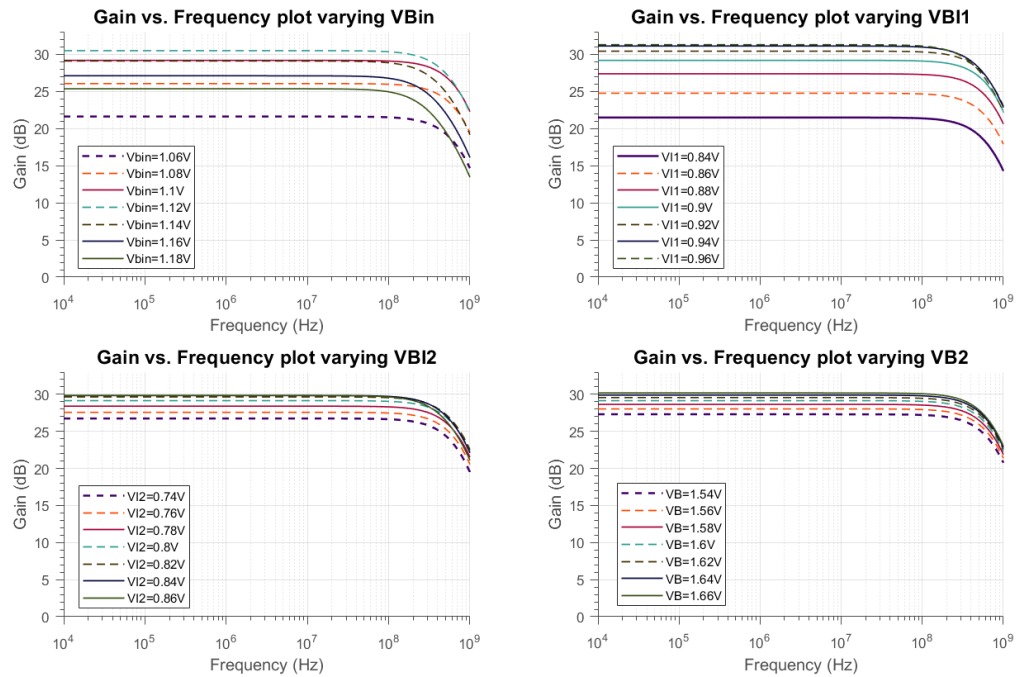 Gain vs. Frequency plot varying VBin
Gain (dB)
30
25
20
15
10
5
0
Vbin=1.06V
Vbin=1.08V
Vbin=1.1V
Vbin=1.12V
Vbin=1.14V
Vbin=1.16V
Vbin=1.18V
10^4 10^5 10^6 10^7 10^8 10^9
Frequency (Hz)
Gain vs. Frequency plot varying VBI1
Gain (dB)
30
25
20
15
10
5
0
VI1=0.84V
VI1=0.86V
VI1=0.88V
VI1=0.9V
VI1=0.92V
VI1=0.94V
VI1=0.96V
10^4 10^5 10^6 10^7 10^8 10^9
Frequency (Hz)
Gain vs. Frequency plot varying VBI2
Gain (dB)
30
25
20
15
10
5
0
VI2=0.74V
VI2=0.76V
VI2=0.78V
VI2=0.8V
VI2=0.82V
VI2=0.84V
VI2=0.86V
10^4 10^5 10^6 10^7 10^8 10^9
Frequency (Hz)
Gain vs. Frequency plot varying VB2
Gain (dB)
30
25
20
15
10
5
0
VB=1.54V
VB=1.56V
VB=1.58V
VB=1.6V
VB=1.62V
VB=1.64V
VB=1.66V
10^4 10^5 10^6 10^7 10^8 10^9
Frequency (Hz)